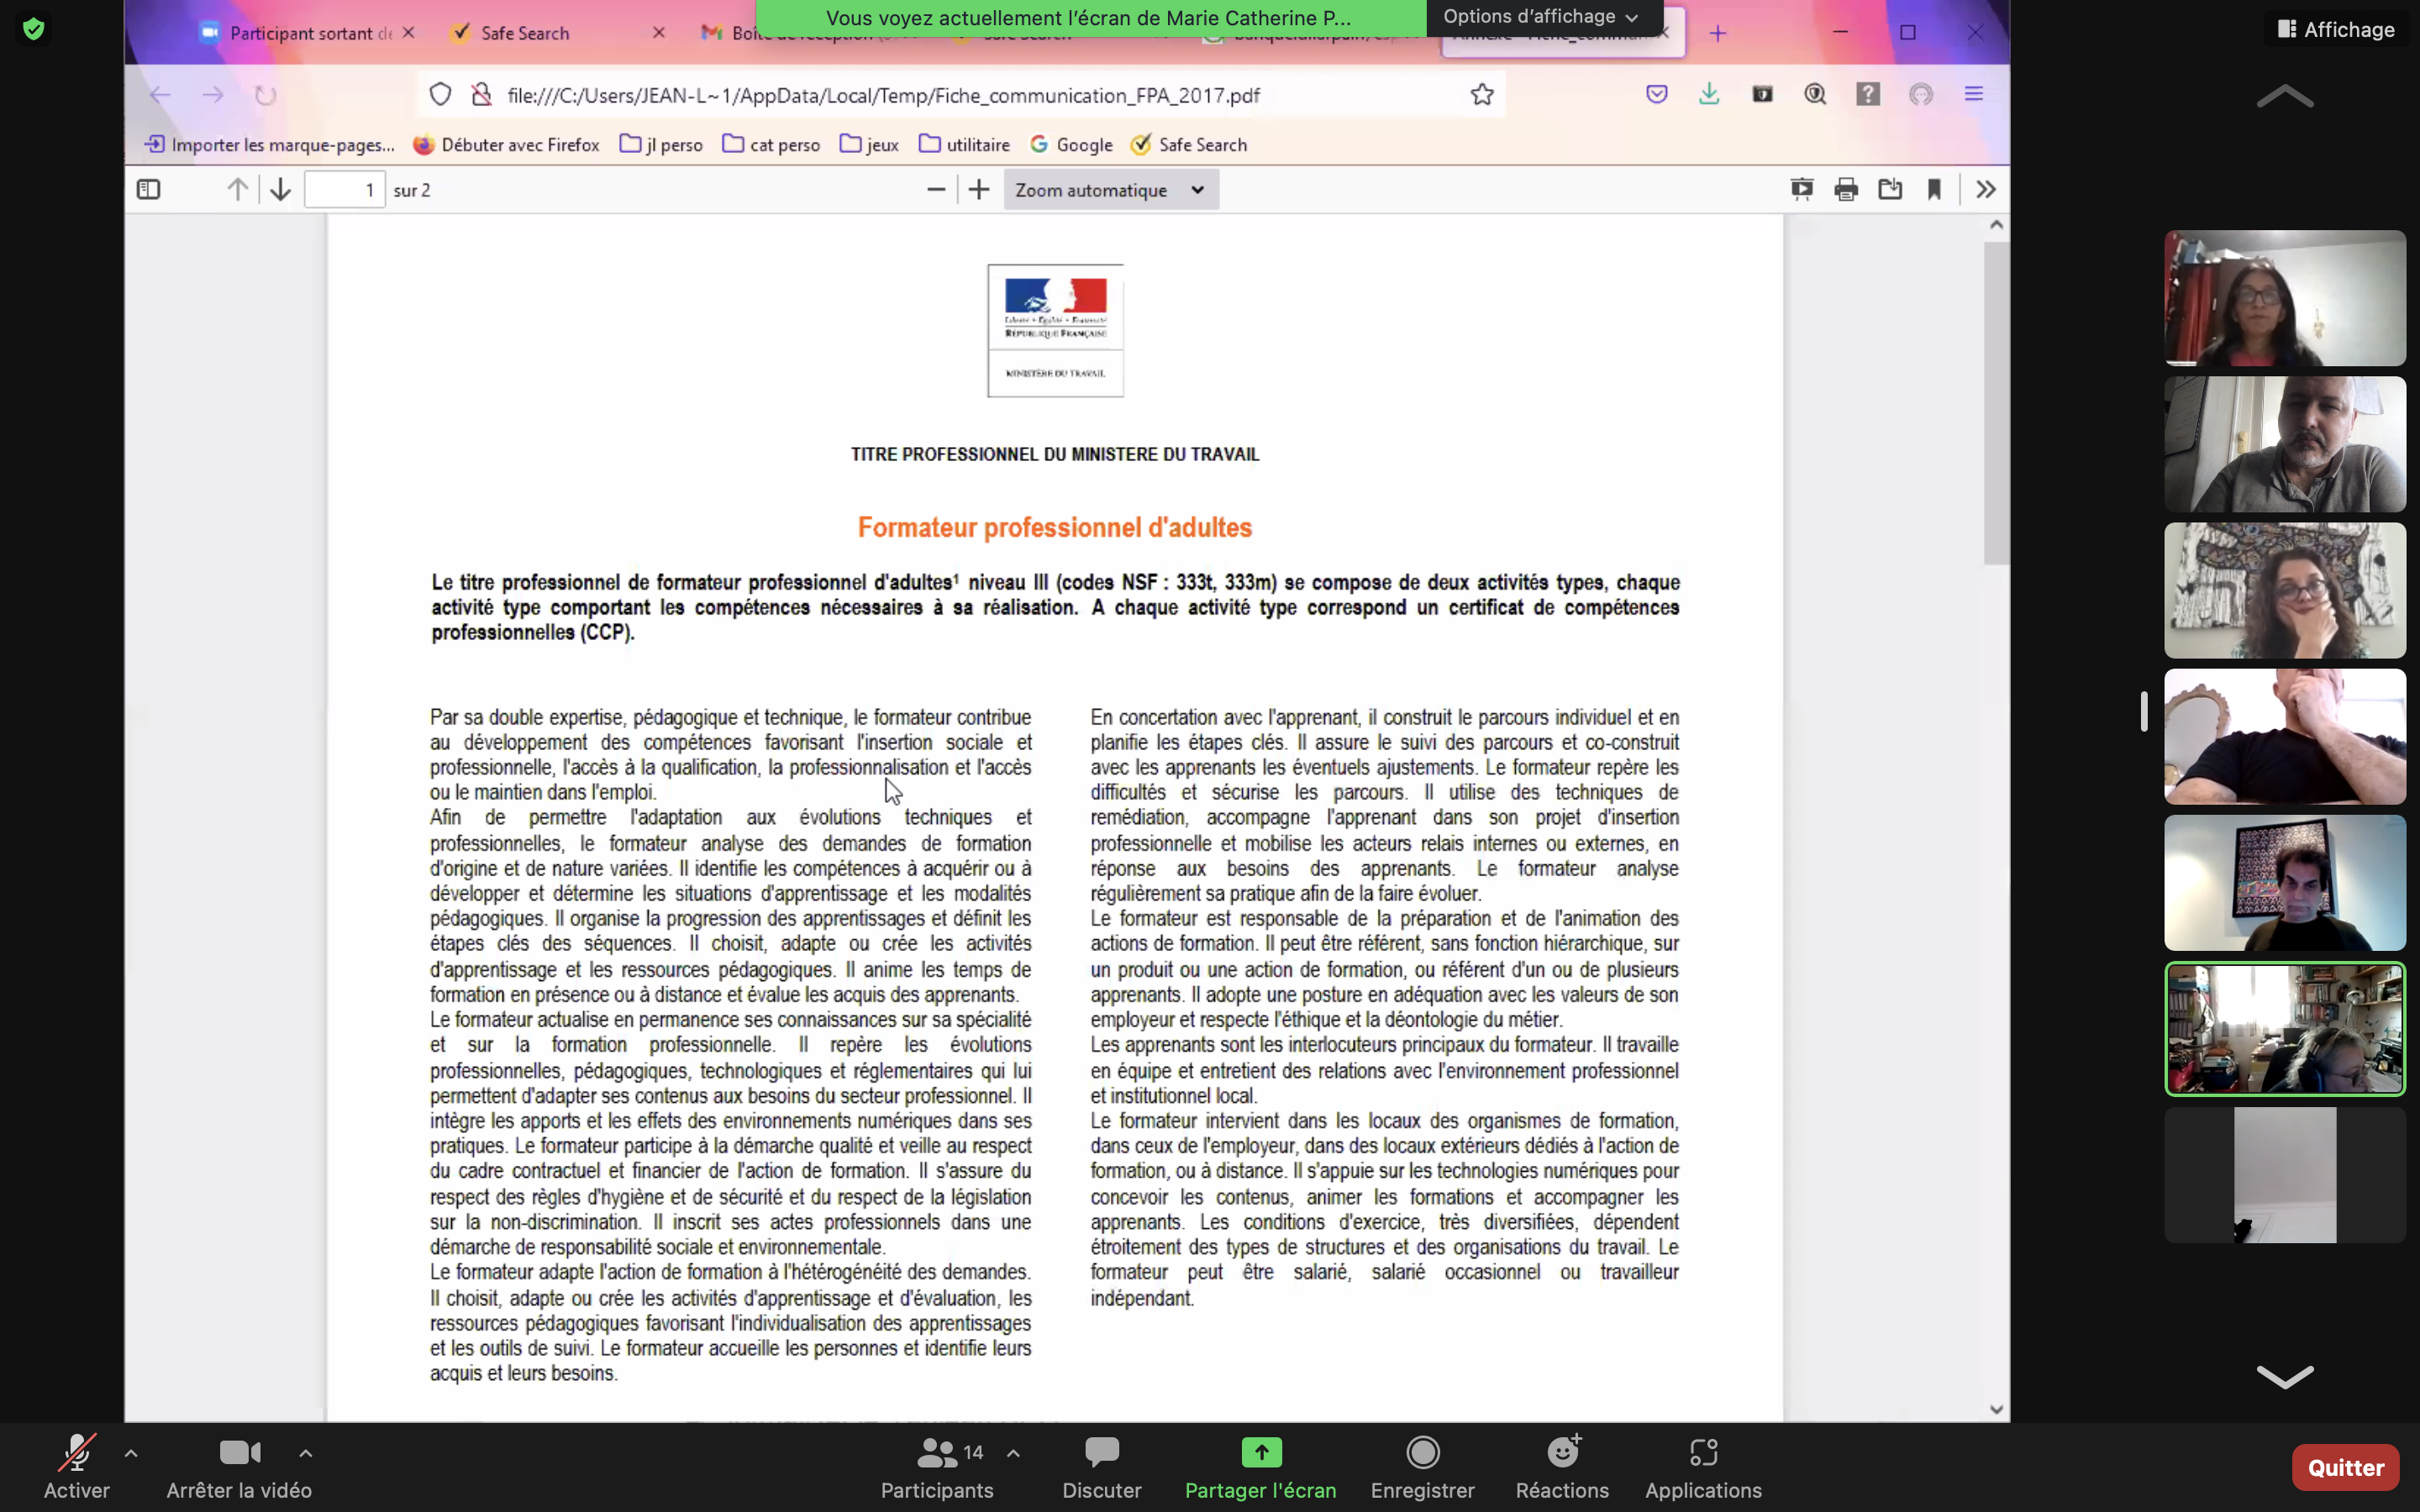 Vous voyez actuellement l'écran de Marie Catherine P...
Options d'affichage
Affichage
Participant sortant de
Safe Search
file:///C:/Users/JEAN-L~1/AppData/Local/Temp/Fiche_communication_FPA_2017.pdf
Importer les marque-pages...
Débuter avec Firefox
jl perso
cat perso
jeux
utilitaire
Google
Safe Search
1
sur 2
Zoom automatique
Liberté • Égalité • Fraternité
RÉPUBLIQUE FRANÇAISE
MINISTÈRE DU TRAVAIL
TITRE PROFESSIONNEL DU MINISTERE DU TRAVAIL
Formateur professionnel d'adultes
Le titre professionnel de formateur professionnel d'adultes¹ niveau III (codes NSF : 333t, 333m) se compose de deux activités types, chaque
activité type comportant les compétences nécessaires à sa réalisation. A chaque activité type correspond un certificat de compétences
professionnelles (CCP).
Par sa double expertise, pédagogique et technique, le formateur contribue
au développement des compétences favorisant l'insertion sociale et
professionnelle, l'accès à la qualification, la professionnalisation et l'accès
ou le maintien dans l'emploi.
Afin de permettre l'adaptation aux évolutions techniques et
professionnelles, le formateur analyse des demandes de formation
d'origine et de nature variées. Il identifie les compétences à acquérir ou à
développer et détermine les situations d'apprentissage et les modalités
pédagogiques. Il organise la progression des apprentissages et définit les
étapes clés des séquences. Il choisit, adapte ou crée les activités
d'apprentissage et les ressources pédagogiques. Il anime les temps de
formation en présence ou à distance et évalue les acquis des apprenants.
Le formateur actualise en permanence ses connaissances sur sa spécialité
et sur la formation professionnelle. Il repère les évolutions
professionnelles, pédagogiques, technologiques et réglementaires qui lui
permettent d'adapter ses contenus aux besoins du secteur professionnel. Il
intègre les apports et les effets des environnements numériques dans ses
pratiques. Le formateur participe à la démarche qualité et veille au respect
du cadre contractuel et financier de l'action de formation. Il s'assure du
respect des règles d'hygiène et de sécurité et du respect de la législation
sur la non-discrimination. Il inscrit ses actes professionnels dans une
démarche de responsabilité sociale et environnementale.
Le formateur adapte l'action de formation à l'hétérogénéité des demandes.
Il choisit, adapte ou crée les activités d'apprentissage et d'évaluation, les
ressources pédagogiques favorisant l'individualisation des apprentissages
et les outils de suivi. Le formateur accueille les personnes et identifie leurs
acquis et leurs besoins.
En concertation avec l'apprenant, il construit le parcours individuel et en
planifie les étapes clés. Il assure le suivi des parcours et co-construit
avec les apprenants les éventuels ajustements. Le formateur repère les
difficultés et sécurise les parcours. Il utilise des techniques de
remédiation, accompagne l'apprenant dans son projet d'insertion
professionnelle et mobilise les acteurs relais internes ou externes, en
réponse aux besoins des apprenants. Le formateur analyse
régulièrement sa pratique afin de la faire évoluer.
Le formateur est responsable de la préparation et de l'animation des
actions de formation. Il peut être référent, sans fonction hiérarchique, sur
un produit ou une action de formation, ou référent d'un ou de plusieurs
apprenants. Il adopte une posture en adéquation avec les valeurs de son
employeur et respecte l'éthique et la déontologie du métier.
Les apprenants sont les interlocuteurs principaux du formateur. Il travaille
en équipe et entretient des relations avec l'environnement professionnel
et institutionnel local.
Le formateur intervient dans les locaux des organismes de formation,
dans ceux de l'employeur, dans des locaux extérieurs dédiés à l'action de
formation, ou à distance. Il s'appuie sur les technologies numériques pour
concevoir les contenus, animer les formations et accompagner les
apprenants. Les conditions d'exercice, très diversifiées, dépendent
étroitement des types de structures et des organisations du travail. Le
formateur peut être salarié, salarié occasionnel ou travailleur
indépendant.
Activer
Arrêter la vidéo
14
Participants
Discuter
Partager l'écran
Enregistrer
Réactions
Applications
Quitter